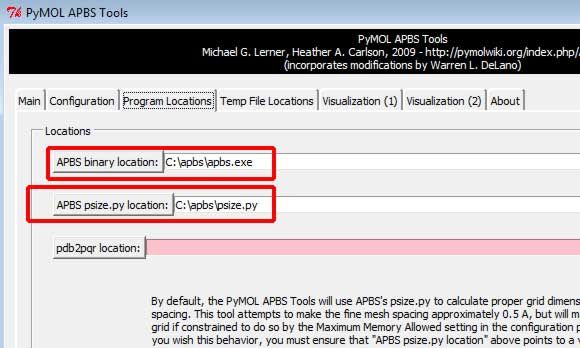 PyMOL APBS Tools
PyMOL APBS Tools
Michael G. Lerner, Heather A. Carlson, 2009 - http://pymolwiki.org/index.php/
(incorporates modifications by Warren L. DeLano)
Main Configuration Program Locations Temp File Locations Visualization (1) Visualization (2) About
Locations
APBS binary location: C:\apbs\apbs.exe
APBS psize.py location: C:\apbs\psize.py
pdb2pqr location:
By default, the PyMOL APBS Tools will use APBS's psize.py to calculate proper grid dimen
spacing. This tool attempts to make the fine mesh spacing approximately 0.5 A, but will m
grid if constrained to do so by the Maximum Memory Allowed setting in the configuration p
you wish this behavior, you must ensure that "APBS psize.py location" above points to a v